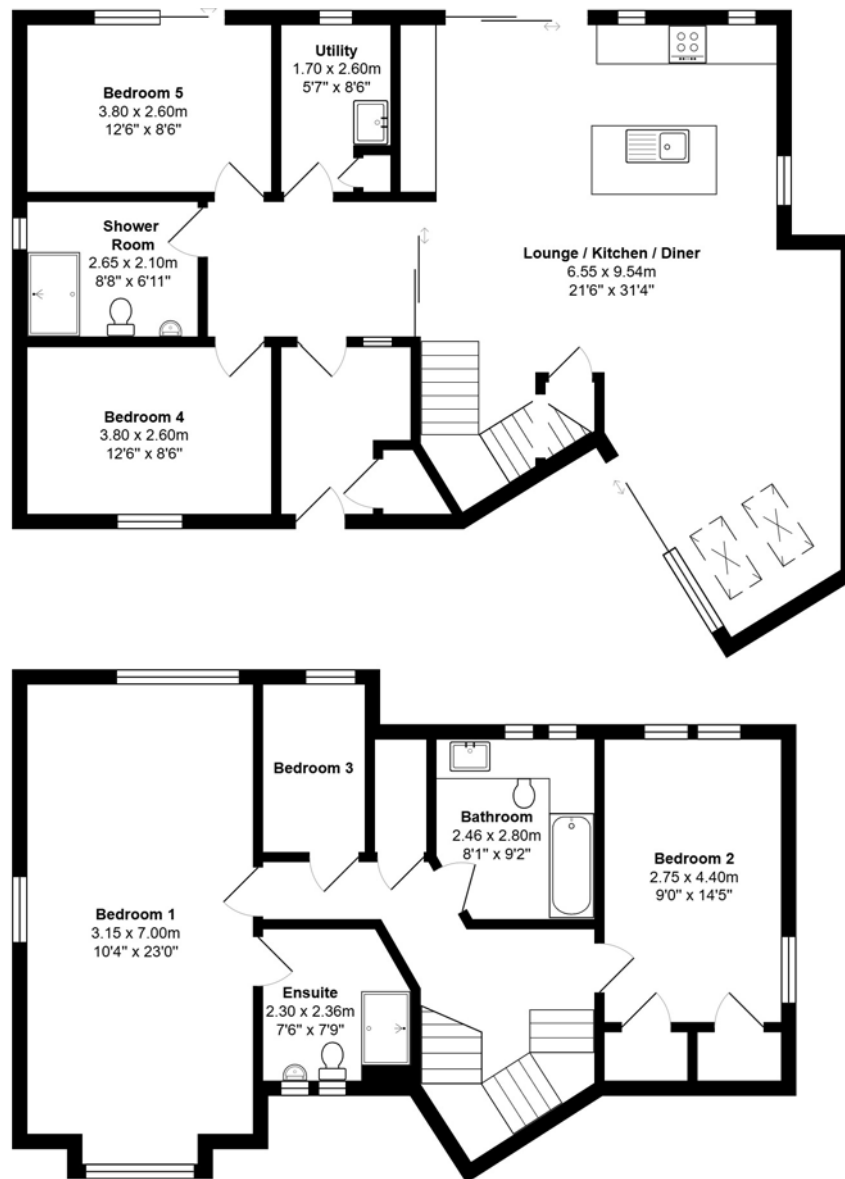 Bedroom 5
3.80 x 2.60m
12'6" x 8'6"
Utility
1.70 x 2.60m
5'7" x 8'6"
Shower
Room
2.65 x 2.10m
8'8" x 6'11"
Lounge / Kitchen / Diner
6.55 x 9.54m
21'6" x 31'4"
Bedroom 4
3.80 x 2.60m
12'6" x 8'6"
Bedroom 3
Bathroom
2.46 x 2.80m
8'1" x 9'2"
Bedroom 2
2.75 x 4.40m
9'0" x 14'5"
Bedroom 1
3.15 x 7.00m
10'4" x 23'0"
Ensuite
2.30 x 2.36m
7'6" x 7'9"